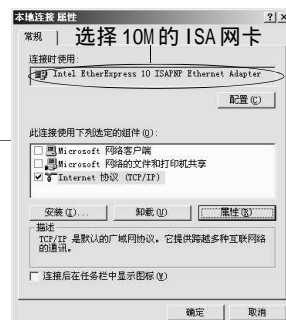 本地连接 属性
常规
选择10M的ISA网卡
连接时使用:
Intel EtherExpress 10 ISAPNP Ethernet Adapter
配置(C)
此连接使用下列选定的组件(O):
Microsoft 网络客户端
Microsoft 网络的文件和打印机共享
Internet 协议 (TCP/IP)
安装(I)... 卸载(U) 属性(R)
描述
TCP/IP 是默认的广域网协议。它提供跨越多种互联网络
的通讯。
连接后在任务栏中显示图标(W)
确定 取消